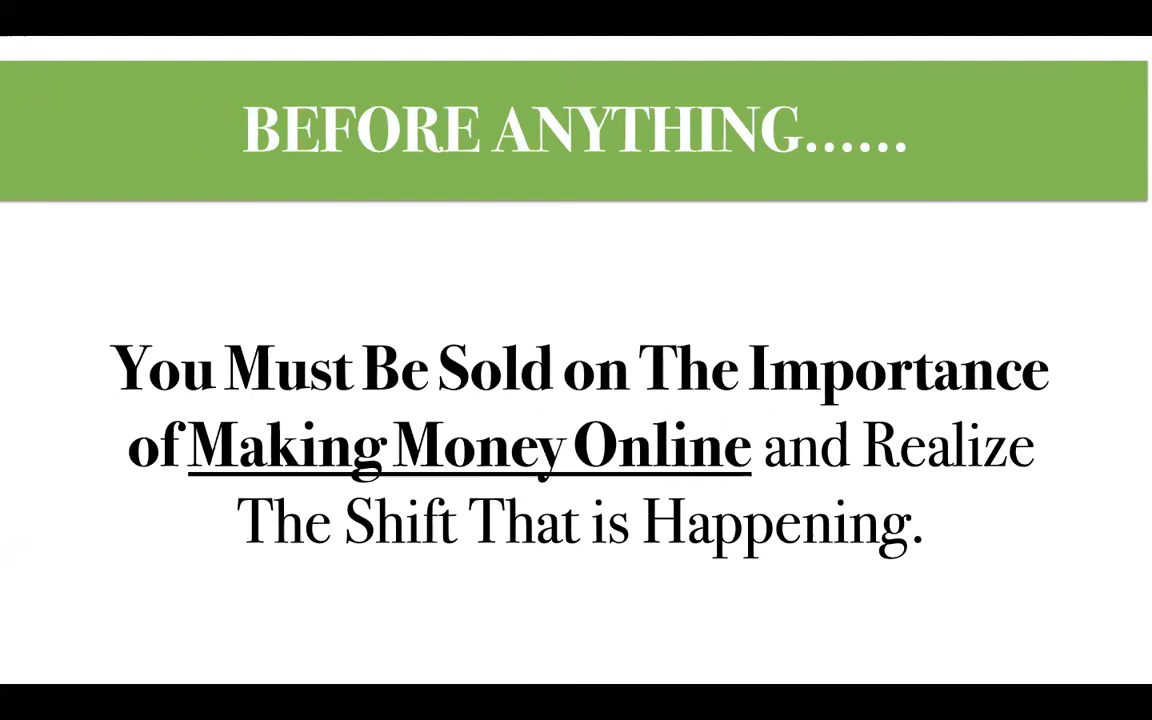 BEFORE ANYTHING......
You Must Be Sold on The Importance
of Making Money Online and Realize
The Shift That is Happening.